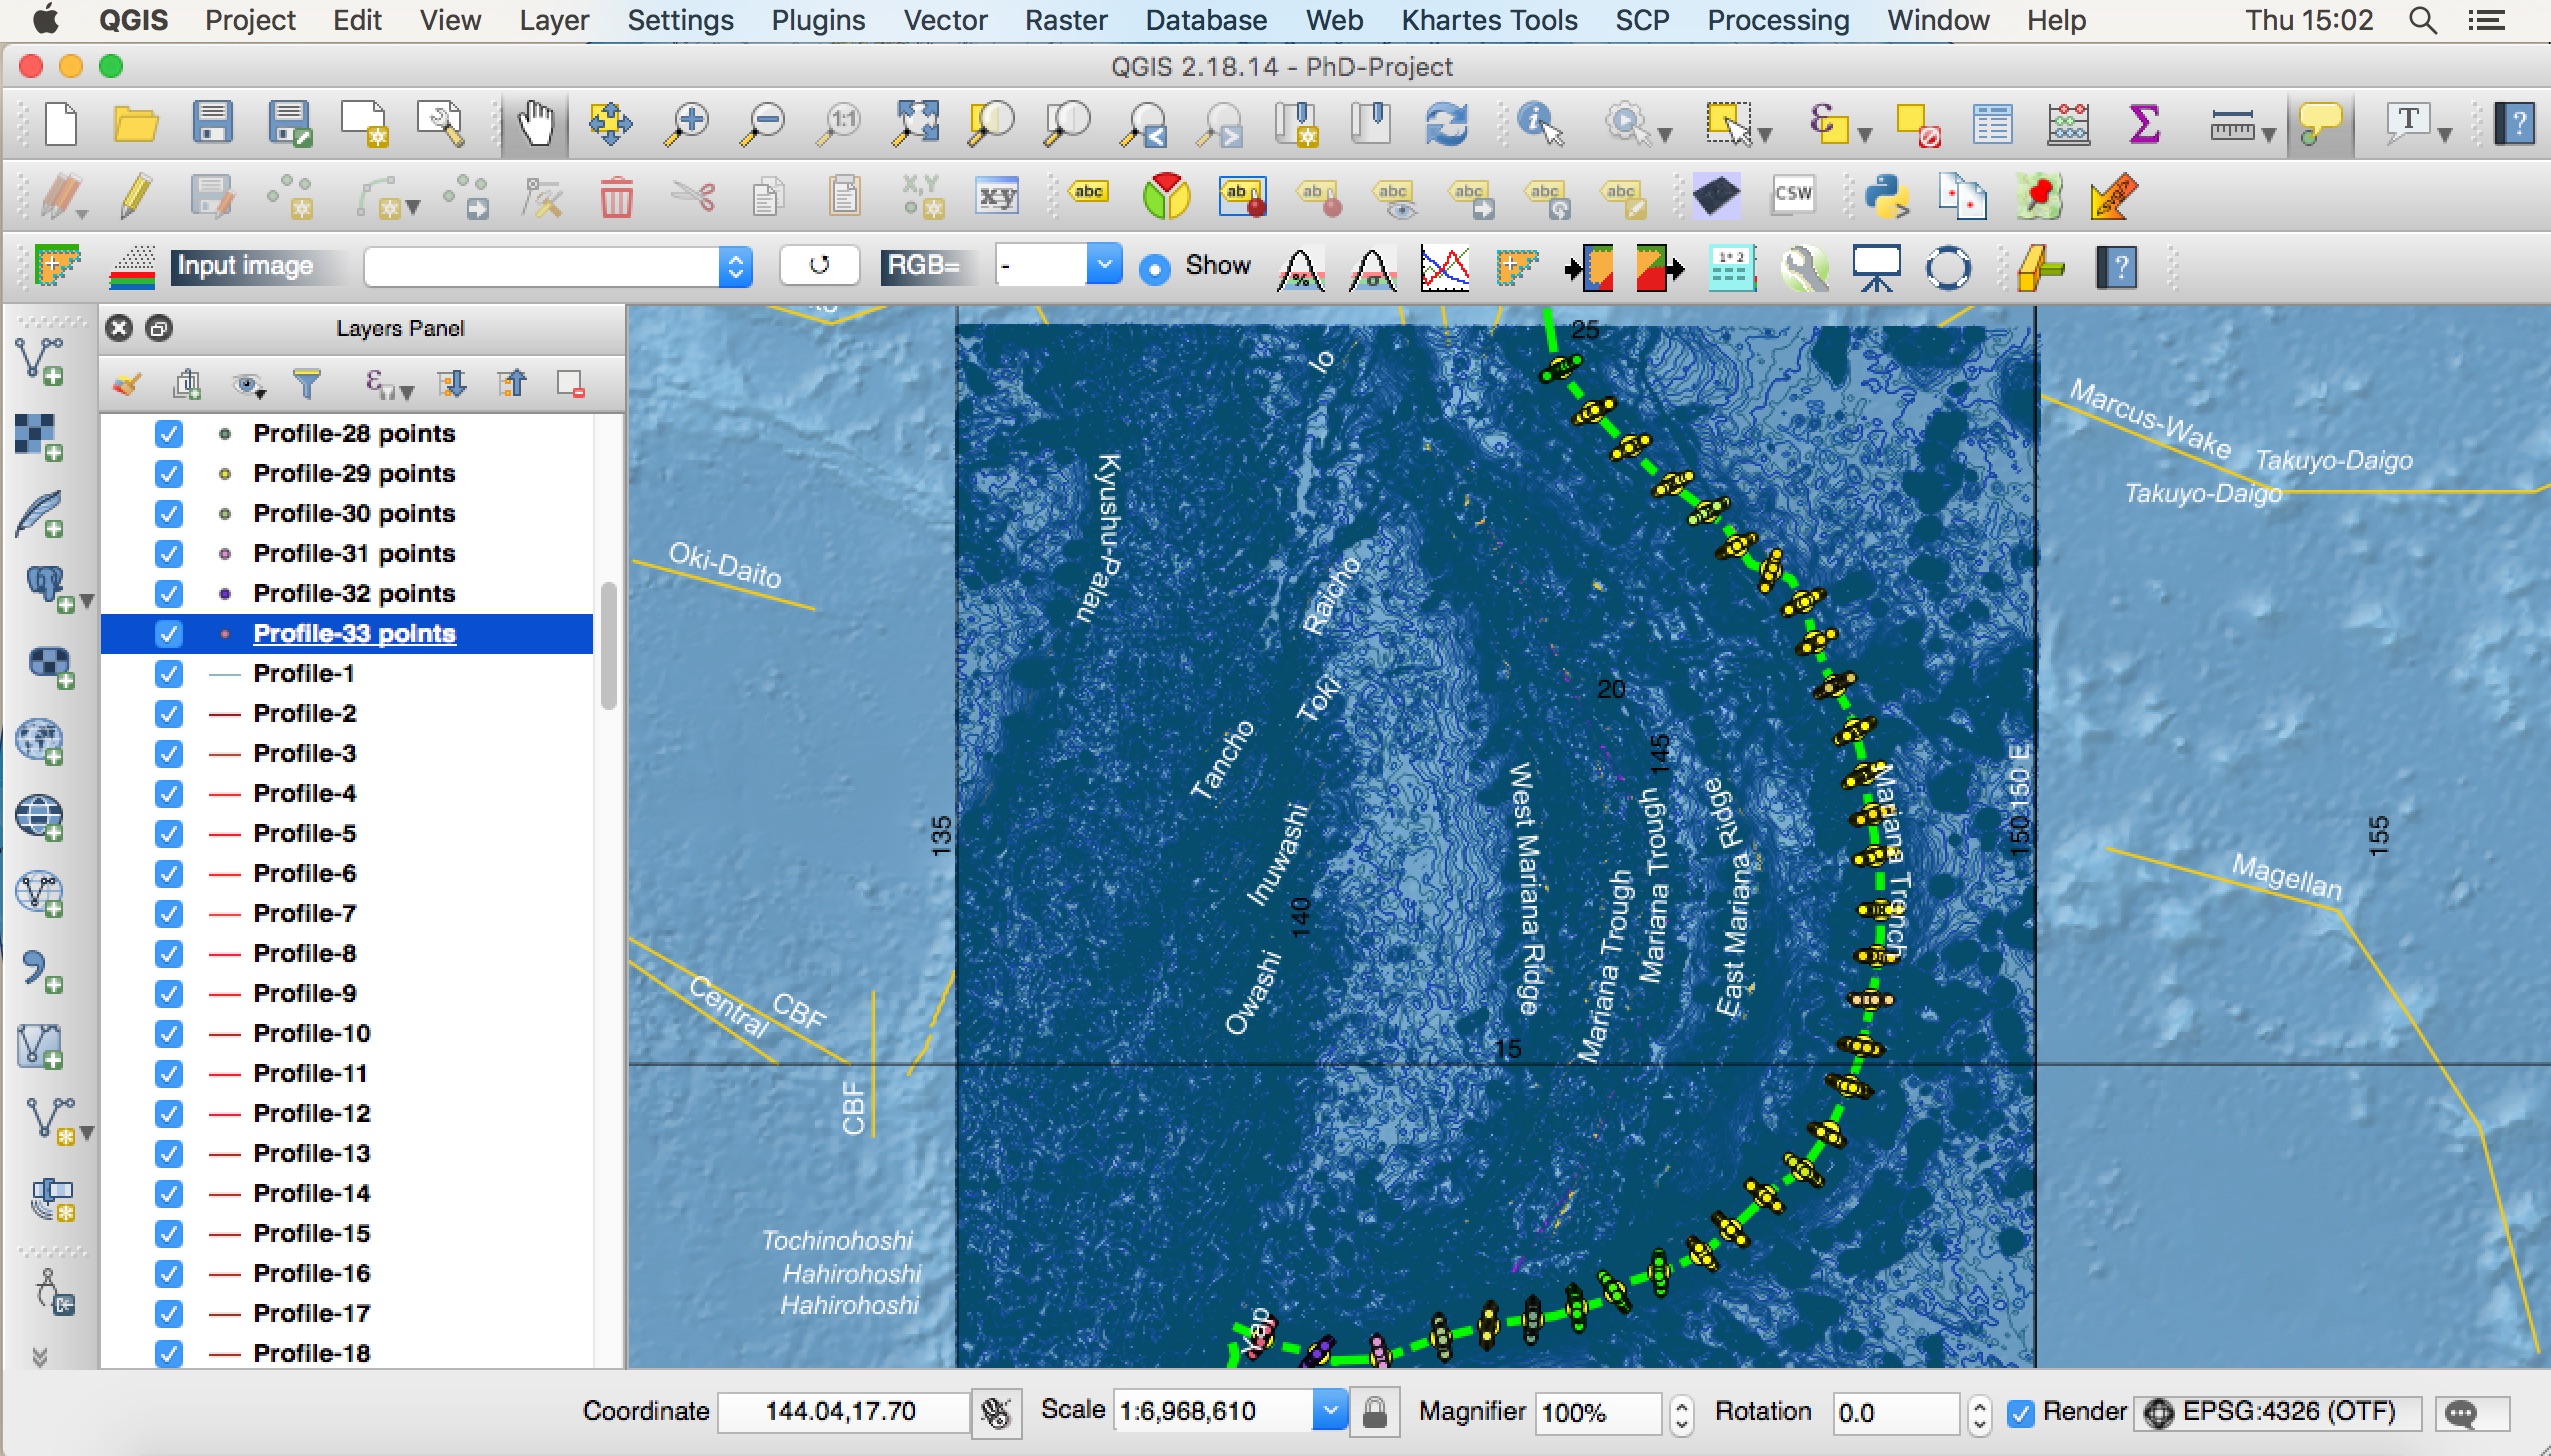 QGIS Project Edit View Layer Settings Plugins Vector Raster Database Web Khartes Tools SCP Processing Window Help Thu 15:02
QGIS 2.18.14 - PhD-Project
1:1
T
?
X,Y
xy
abc
ab
ab
abc
abc
abc
abc
CSW
Input image
RGB=
-
Show
%
σ
1* 2
?
Layers Panel
Profile-28 points
Profile-29 points
Profile-30 points
Profile-31 points
Profile-32 points
Profile-33 points
Profile-1
Profile-2
Profile-3
Profile-4
Profile-5
Profile-6
Profile-7
Profile-8
Profile-9
Profile-10
Profile-11
Profile-12
Profile-13
Profile-14
Profile-15
Profile-16
Profile-17
Profile-18
25
Io
Marcus-Wake
Takuyo-Daigo
Takuyo-Daigo
Kyushu-Palau
Oki-Daito
Raicho
Toki
20
Tancho
145
150 E
150
135
155
West Mariana Ridge
Mariana Trough
Mariana Trough
East Mariana Ridge
Mariana Trench
Inuwashi
140
Magellan
Owashi
Central
CBF
CBF
15
Tochinohoshi
Hahirohoshi
Hahirohoshi
Yap
Coordinate 144.04,17.70 Scale 1:6,968,610 Magnifier 100% Rotation 0.0 Render EPSG:4326 (OTF)